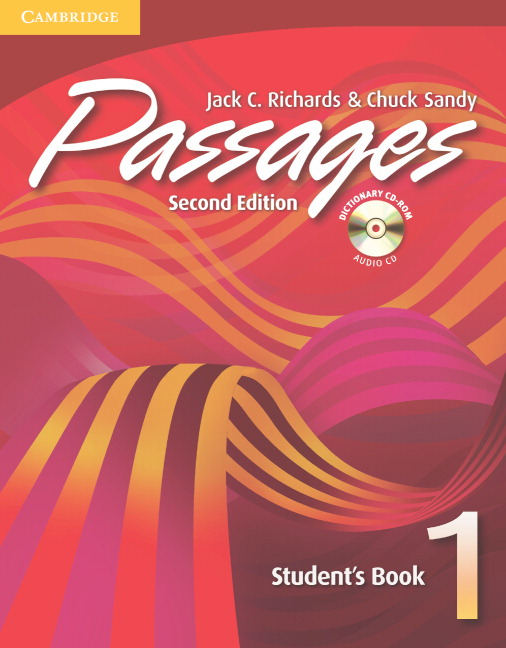 CAMBRIDGE
Jack C. Richards & Chuck Sandy
Passages
Second Edition
DICTIONARY CD-ROM
AUDIO CD
Student's Book
1